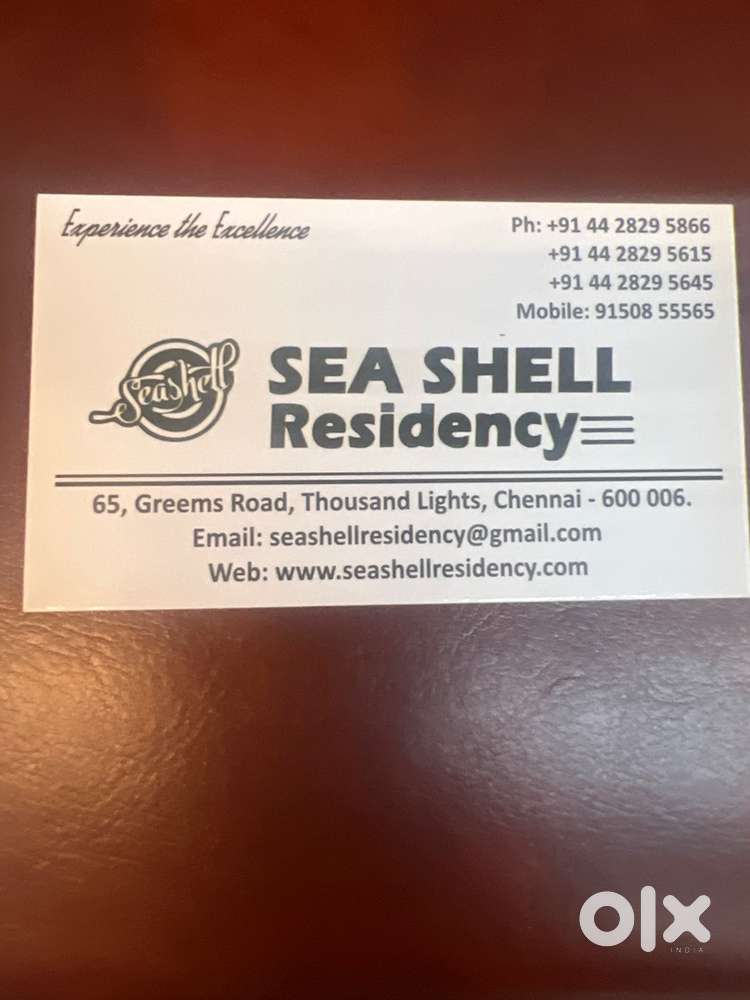 Experience the Excellence
Ph: +91 44 2829 5866
+91 44 2829 5615
+91 44 2829 5645
Mobile: 91508 55565
Seashell
SEA SHELL
Residency
65, Greems Road, Thousand Lights, Chennai - 600 006.
Email: seashellresidency@gmail.com
Web: www.seashellresidency.com
olx
INDIA